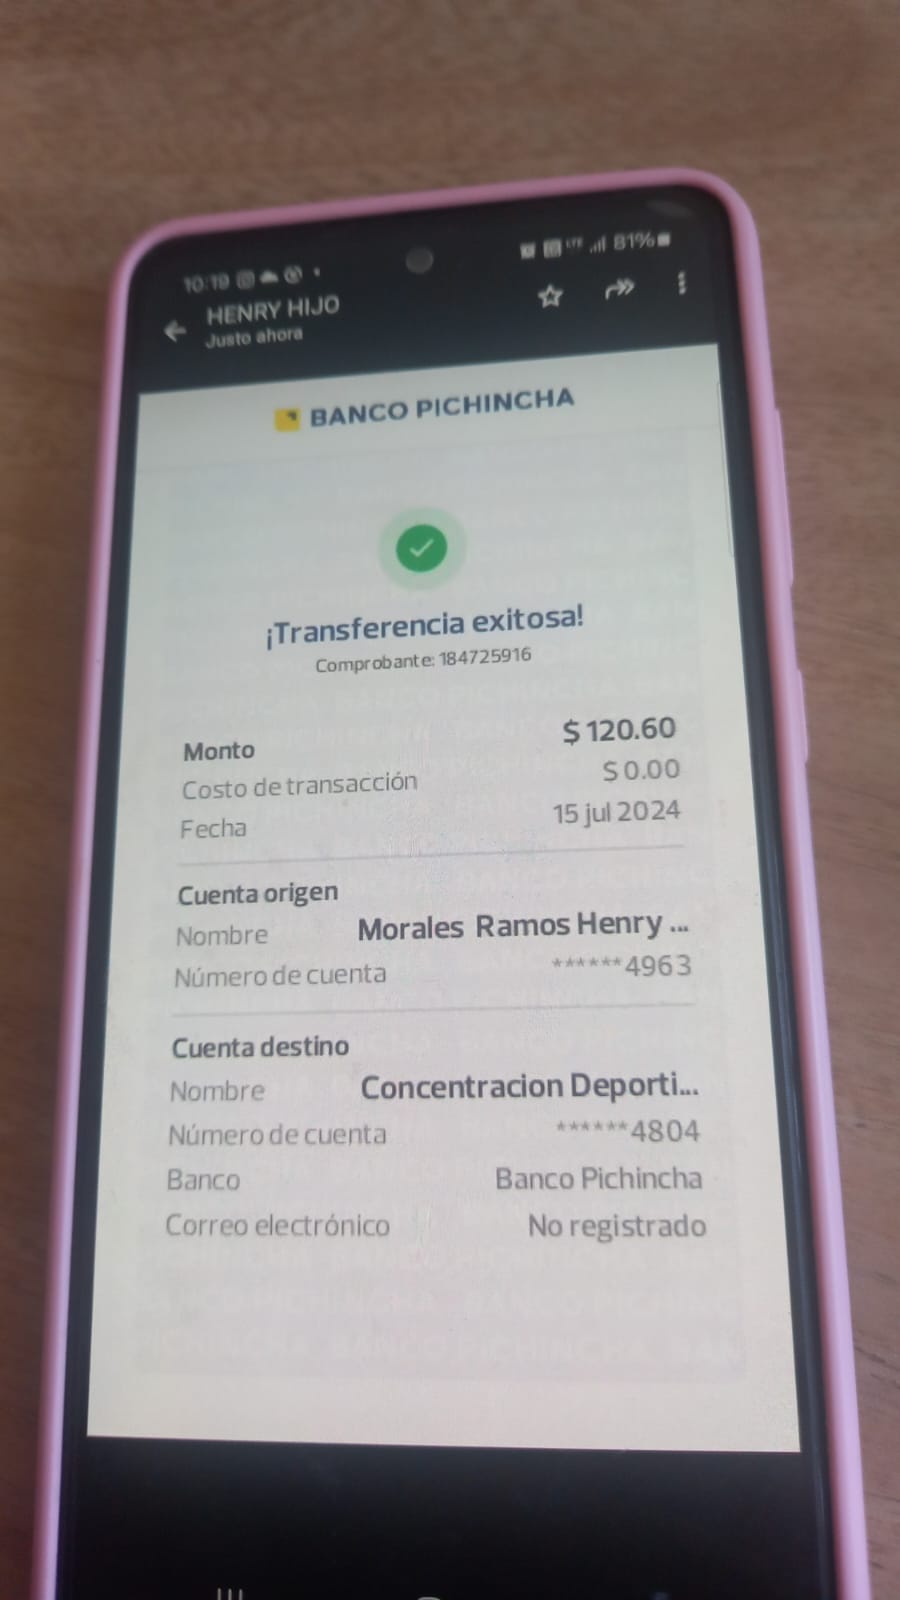 10:19
81%
HENRY HIJO
Justo ahora
BANCO PICHINCHA
¡Transferencia exitosa!
Comprobante: 184725916
Monto $ 120.60
Costo de transacción $ 0.00
Fecha 15 jul 2024
Cuenta origen
Nombre Morales Ramos Henry ...
Número de cuenta ******4963
Cuenta destino
Nombre Concentracion Deporti...
Número de cuenta ******4804
Banco Banco Pichincha
Correo electrónico No registrado